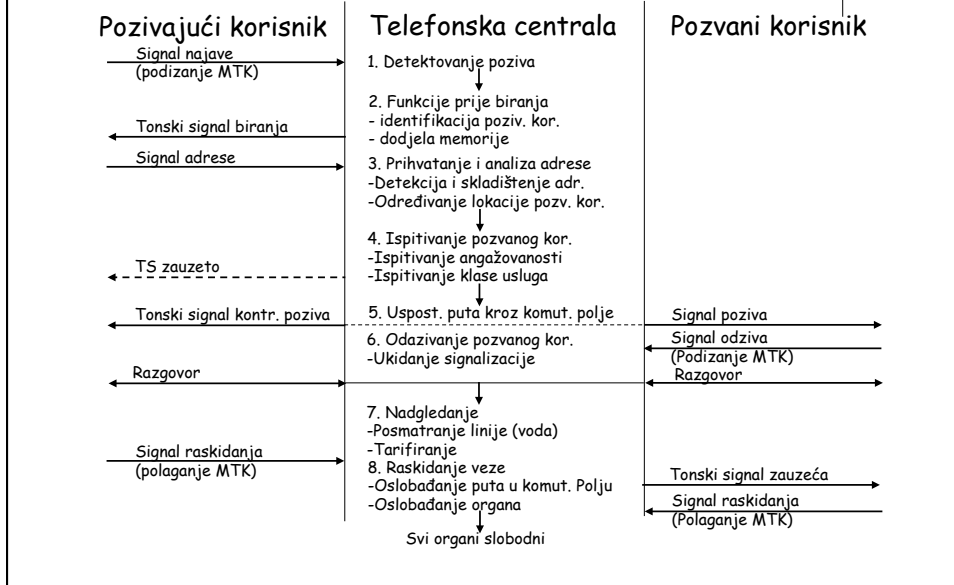 Pozivajući korisnik
Telefonska centrala
Pozvani korisnik
Signal najave
(podizanje MTK)
1. Detektovanje poziva
2. Funkcije prije biranja
- identifikacija poziv. kor.
- dodjela memorije
Tonski signal biranja
Signal adrese
3. Prihvatanje i analiza adrese
-Detekcija i skladištenje adr.
-Određivanje lokacije pozv. kor.
4. Ispitivanje pozvanog kor.
-Ispitivanje angažovanosti
-Ispitivanje klase usluga
TS zauzeto
Tonski signal kontr. poziva
5. Uspost. puta kroz komut. polje
Signal poziva
6. Odazivanje pozvanog kor.
-Ukidanje signalizacije
Signal odziva
(Podizanje MTK)
Razgovor
Razgovor
7. Nadgledanje
-Posmatranje linije (voda)
-Tarifiranje
Signal raskidanja
(polaganje MTK)
8. Raskidanje veze
-Oslobađanje puta u komut. Polju
-Oslobađanje organa
Tonski signal zauzeća
Signal raskidanja
(Polaganje MTK)
Svi organi slobodni